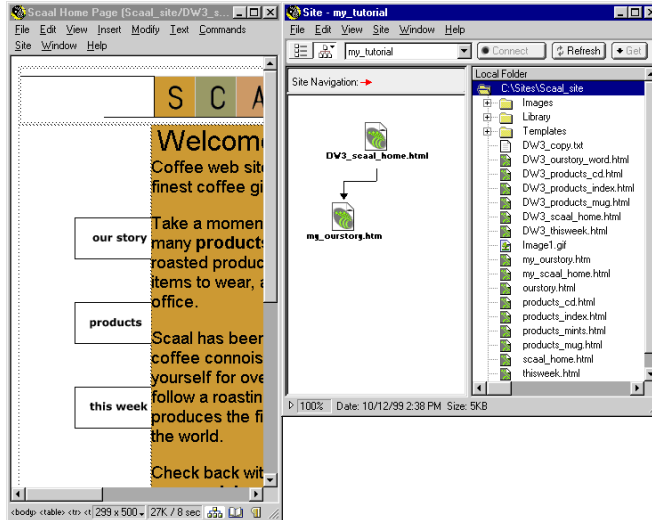 Scaal Home Page (Scaal_site/DW3_s...
File Edit View Insert Modify Text Commands
Site Window Help
S C A
Welcom
Coffee web sit
finest coffee gi
Take a momen
many products
roasted produc
items to wear, a
office.
our story
products
this week
Scaal has been
coffee connois
yourself for ove
follow a roastin
produces the fi
the world.
Check back wit
<body> <table> <tr> <t 299 x 500 27K / 8 sec
Site - my_tutorial
File Edit View Site Window Help
my_tutorial Connect Refresh Get
Site Navigation:
DW3_scaal_home.html
my_ourstory.htm
Local Folder
C:\Sites\Scaal_site
Images
Library
Templates
DW3_copy.txt
DW3_ourstory_word.html
DW3_products_cd.html
DW3_products_index.html
DW3_products_mug.html
DW3_scaal_home.html
DW3_thisweek.html
Image1.gif
my_ourstory.htm
my_scaal_home.html
ourstory.html
products_cd.html
products_index.html
products_mints.html
products_mug.html
scaal_home.html
thisweek.html
100% Date: 10/12/99 2:38 PM Size: 5KB